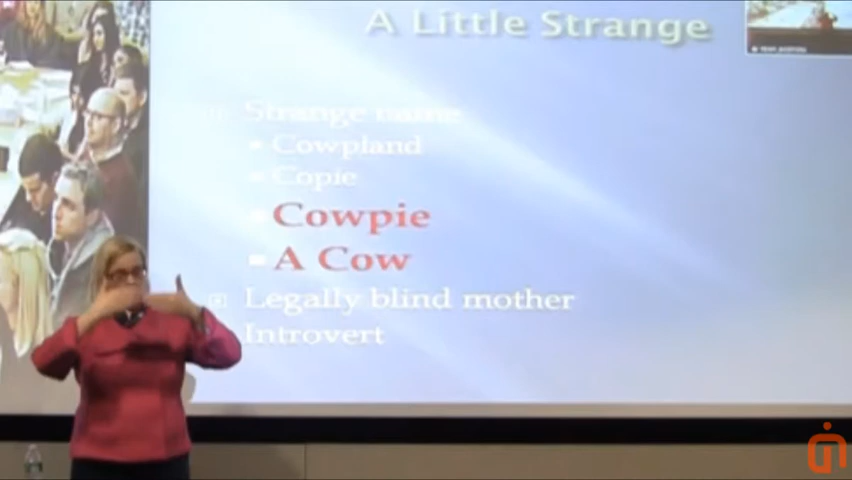 A Little Strange
Strange name
Cowpland
Copie
Cowpie
A Cow
Legally blind mother
Introvert